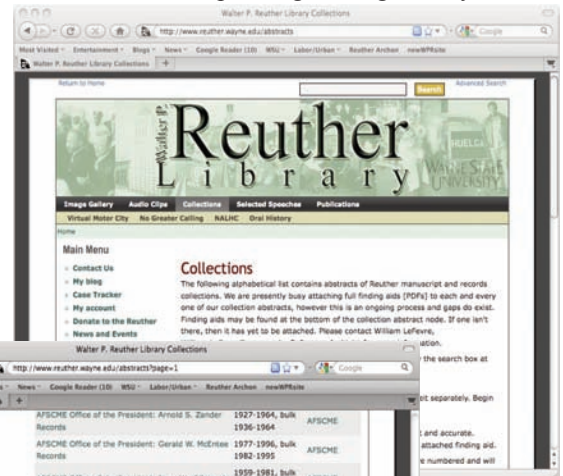 Walter P. Reuther Library Collections
http://www.reuther.wayne.edu/abstracts
Google
Most Visited Entertainment Blogs News Google Reader (10) WSU Labor/Urban Reuther Archon newWPRsite
Walter P. Reuther Library Collections
Return to Home
Advanced Search
Search
Walter P.
Reuther
Library
HUELGA
WAYNE STATE
UNIVERSITY
Image Gallery Audio Clips Collections Selected Speeches Publications
Virtual Motor City No Greater Calling NALHC Oral History
Home
Main Menu
Contact Us
My blog
Case Tracker
My account
Donate to the Reuther
News and Events
Collections
The following alphabetical list contains abstracts of Reuther manuscript and records
collections. We are presently busy attaching full finding aids [PDFs] to each and every
one of our collection abstracts, however this is an ongoing process and gaps do exist.
Finding aids may be found at the bottom of the collection abstract node. If one isn't
there, then it has yet to be attached. Please contact William LeFevre,
the search box at
separately. Begin
and accurate.
attached finding aid.
numbered and will
Walter P. Reuther Library Collections
http://www.reuther.wayne.edu/abstracts?page=1
Google
News Google Reader (10) WSU Labor/Urban Reuther Archon newWPRsite
AFSCME Office of the President: Arnold S. Zander
Records
1927-1964, bulk
1936-1964
AFSCME
AFSCME Office of the President: Gerald W. McEntee
Records
1977-1996, bulk
1982-1995
AFSCME
1959-1981, bulk